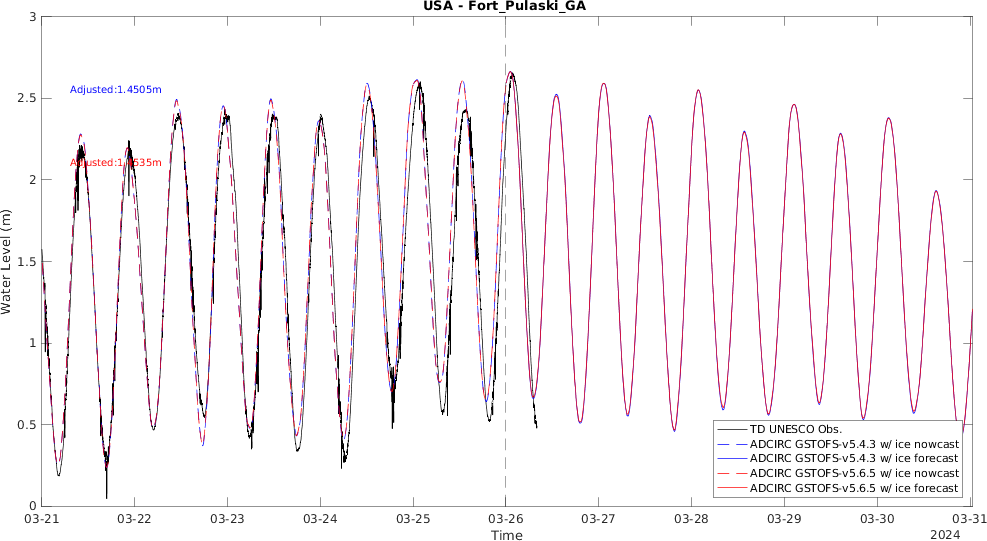 USA - Fort_Pulaski_GA
3
2.5
2
1.5
1
0.5
0
Water Level (m)
Adjusted:1.4505m
Adjusted:1.4535m
TD UNESCO Obs.
ADCIRC GSTOFS-v5.4.3 w/ ice nowcast
ADCIRC GSTOFS-v5.4.3 w/ ice forecast
ADCIRC GSTOFS-v5.6.5 w/ ice nowcast
ADCIRC GSTOFS-v5.6.5 w/ ice forecast
03-21 03-22 03-23 03-24 03-25 03-26 03-27 03-28 03-29 03-30 03-31
Time
2024